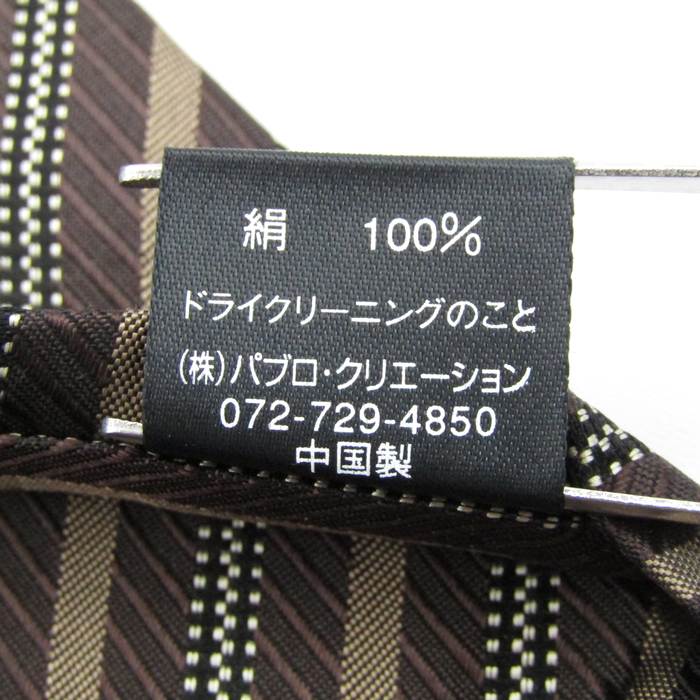 絹 100%
ドライクリーニングのこと
(株)パブロ・クリエーション
072-729-4850
中国製